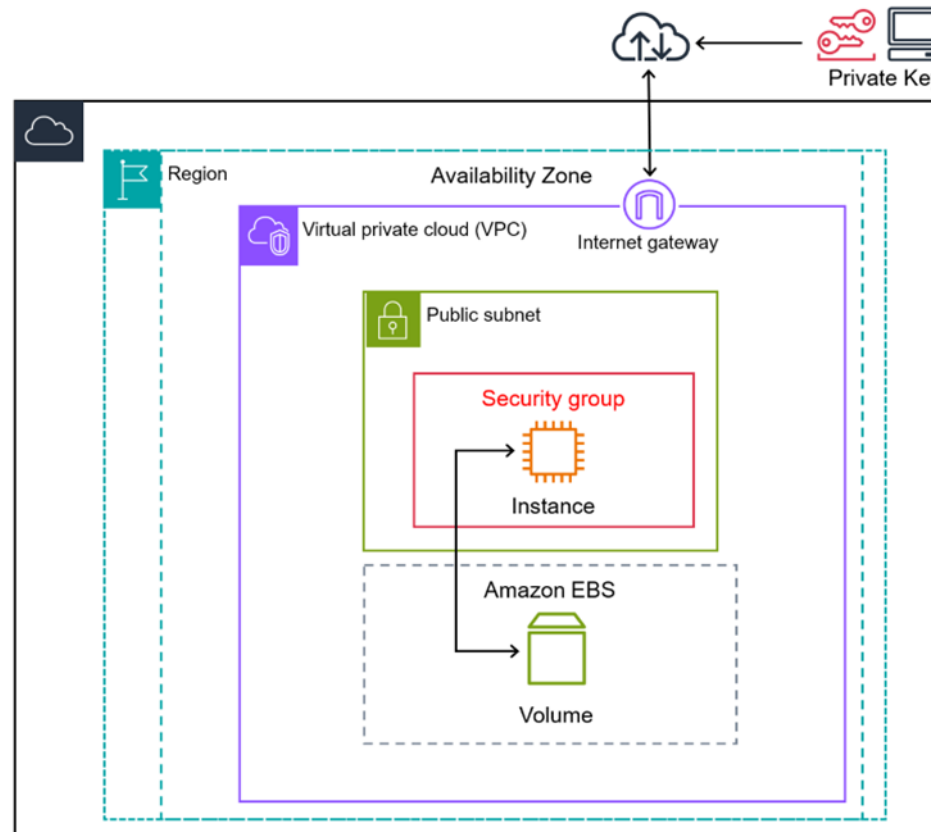 Private Ke
Region
Availability Zone
Virtual private cloud (VPC)
Internet gateway
Public subnet
Security group
Instance
Amazon EBS
Volume